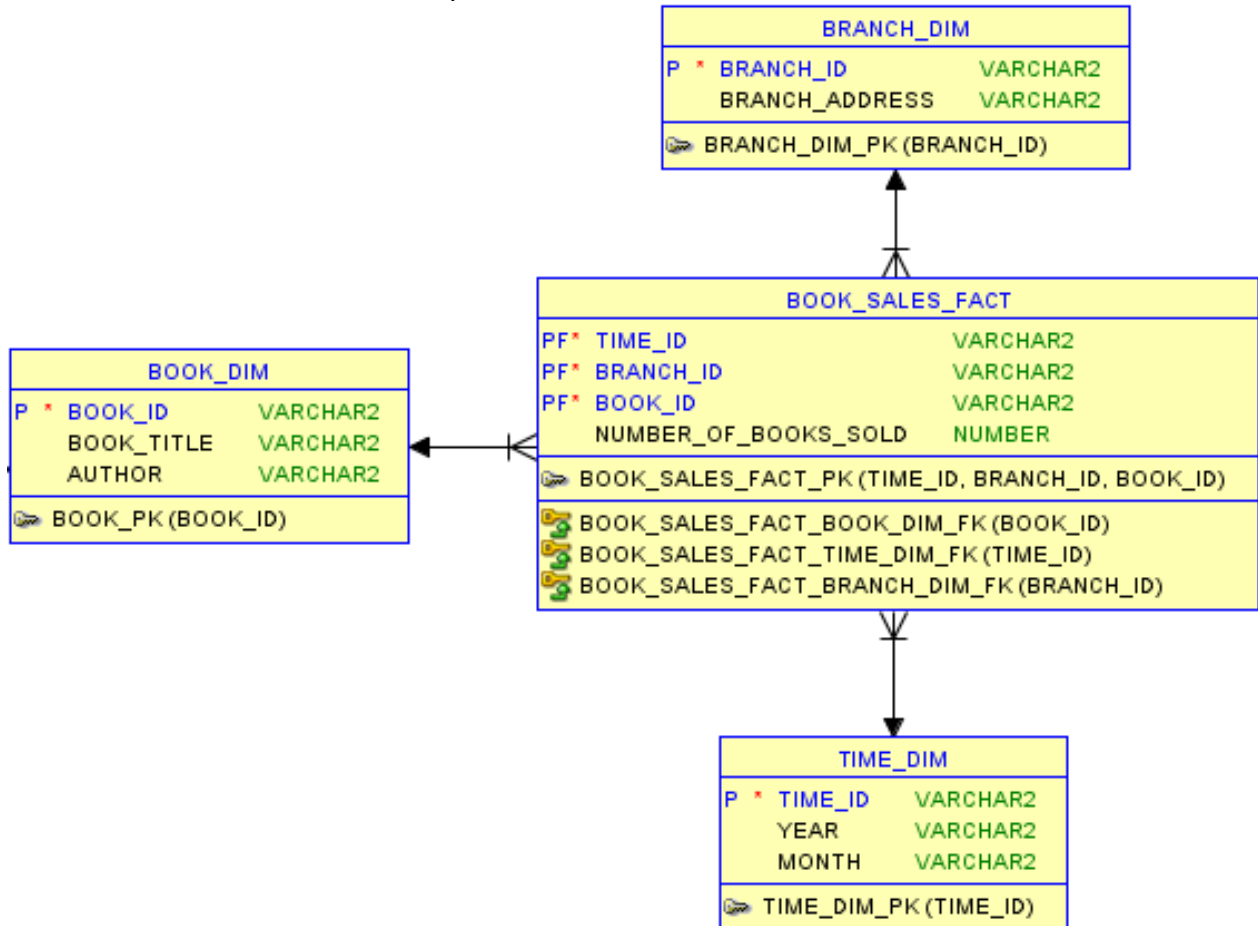 BRANCH_DIM
P * BRANCH_ID VARCHAR2
BRANCH_ADDRESS VARCHAR2
BRANCH_DIM_PK (BRANCH_ID)
BOOK_SALES_FACT
PF* TIME_ID VARCHAR2
PF* BRANCH_ID VARCHAR2
PF* BOOK_ID VARCHAR2
NUMBER_OF_BOOKS_SOLD NUMBER
BOOK_SALES_FACT_PK (TIME_ID, BRANCH_ID, BOOK_ID)
BOOK_SALES_FACT_BOOK_DIM_FK (BOOK_ID)
BOOK_SALES_FACT_TIME_DIM_FK (TIME_ID)
BOOK_SALES_FACT_BRANCH_DIM_FK (BRANCH_ID)
BOOK_DIM
P * BOOK_ID VARCHAR2
BOOK_TITLE VARCHAR2
AUTHOR VARCHAR2
BOOK_PK (BOOK_ID)
TIME_DIM
P * TIME_ID VARCHAR2
YEAR VARCHAR2
MONTH VARCHAR2
TIME_DIM_PK (TIME_ID)